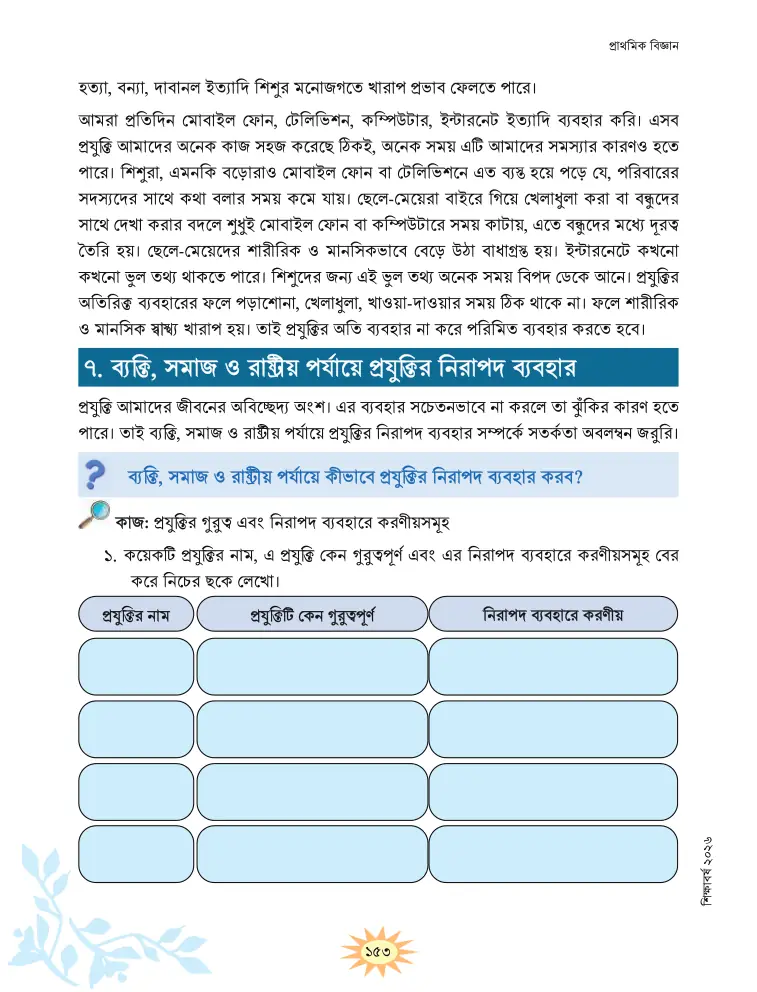 প্রাথমিক বিজ্ঞান
হত্যা, বন্যা, দাবানল ইত্যাদি শিশুর মনোজগতে খারাপ প্রভাব ফেলতে পারে।
আমরা প্রতিদিন মোবাইল ফোন, টেলিভিশন, কম্পিউটার, ইন্টারনেট ইত্যাদি ব্যবহার করি। এসব
প্রযুক্তি আমাদের অনেক কাজ সহজ করেছে ঠিকই, অনেক সময় এটি আমাদের সমস্যার কারণও হতে
পারে। শিশুরা, এমনকি বড়োরাও মোবাইল ফোন বা টেলিভিশনে এত ব্যস্ত হয়ে পড়ে যে, পরিবারের
সদস্যদের সাথে কথা বলার সময় কমে যায়। ছেলে-মেয়েরা বাইরে গিয়ে খেলাধুলা করা বা বন্ধুদের
সাথে দেখা করার বদলে শুধুই মোবাইল ফোন বা কম্পিউটারে সময় কাটায়, এতে বন্ধুদের মধ্যে দূরত্ব
তৈরি হয়। ছেলে-মেয়েদের শারীরিক ও মানসিকভাবে বেড়ে উঠা বাধাগ্রস্ত হয়। ইন্টারনেটে কখনো
কখনো ভুল তথ্য থাকতে পারে। শিশুদের জন্য এই ভুল তথ্য অনেক সময় বিপদ ডেকে আনে। প্রযুক্তির
অতিরিক্ত ব্যবহারের ফলে পড়াশোনা, খেলাধুলা, খাওয়া-দাওয়ার সময় ঠিক থাকে না। ফলে শারীরিক
ও মানসিক স্বাস্থ্য খারাপ হয়। তাই প্রযুক্তির অতি ব্যবহার না করে পরিমিত ব্যবহার করতে হবে।
৭. ব্যক্তি, সমাজ ও রাষ্ট্রীয় পর্যায়ে প্রযুক্তির নিরাপদ ব্যবহার
প্রযুক্তি আমাদের জীবনের অবিচ্ছেদ্য অংশ। এর ব্যবহার সচেতনভাবে না করলে তা ঝুঁকির কারণ হতে
পারে। তাই ব্যক্তি, সমাজ ও রাষ্ট্রীয় পর্যায়ে প্রযুক্তির নিরাপদ ব্যবহার সম্পর্কে সতর্কতা অবলম্বন জরুরি।
? ব্যক্তি, সমাজ ও রাষ্ট্রীয় পর্যায়ে কীভাবে প্রযুক্তির নিরাপদ ব্যবহার করব?
কাজ: প্রযুক্তির গুরুত্ব এবং নিরাপদ ব্যবহারে করণীয়সমূহ
১. কয়েকটি প্রযুক্তির নাম, এ প্রযুক্তি কেন গুরুত্বপূর্ণ এবং এর নিরাপদ ব্যবহারে করণীয়সমূহ বের
করে নিচের ছকে লেখো।
প্রযুক্তির নাম প্রযুক্তিটি কেন গুরুত্বপূর্ণ নিরাপদ ব্যবহারে করণীয়
শিক্ষাবর্ষ ২০২৬
১৫৩